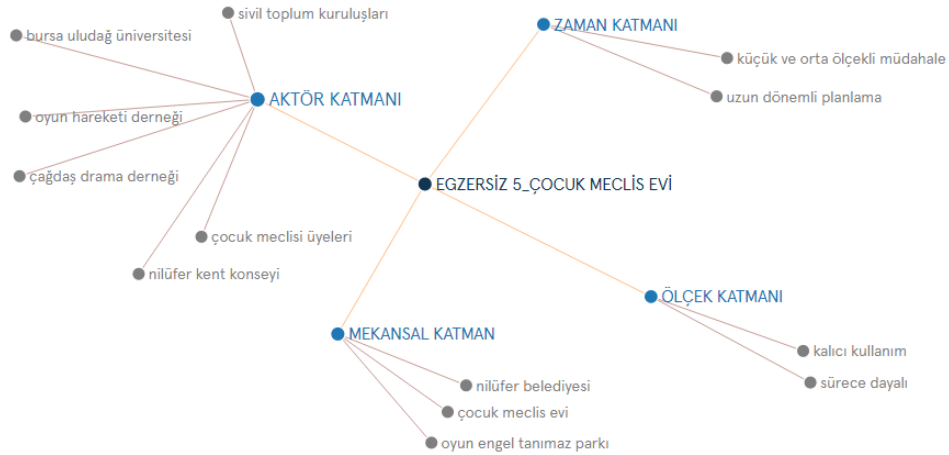 sivil toplum kuruluşları
bursa uludağ üniversitesi
AKTÖR KATMANI
oyun hareketi derneği
çağdaş drama derneği
çocuk meclisi üyeleri
nilüfer kent konseyi
ZAMAN KATMANI
küçük ve orta ölçekli müdahale
uzun dönemli planlama
EGZERSİZ 5_ÇOCUK MECLİS EVİ
ÖLÇEK KATMANI
kalıcı kullanım
sürece dayalı
MEKANSAL KATMAN
nilüfer belediyesi
çocuk meclis evi
oyun engel tanımaz parkı